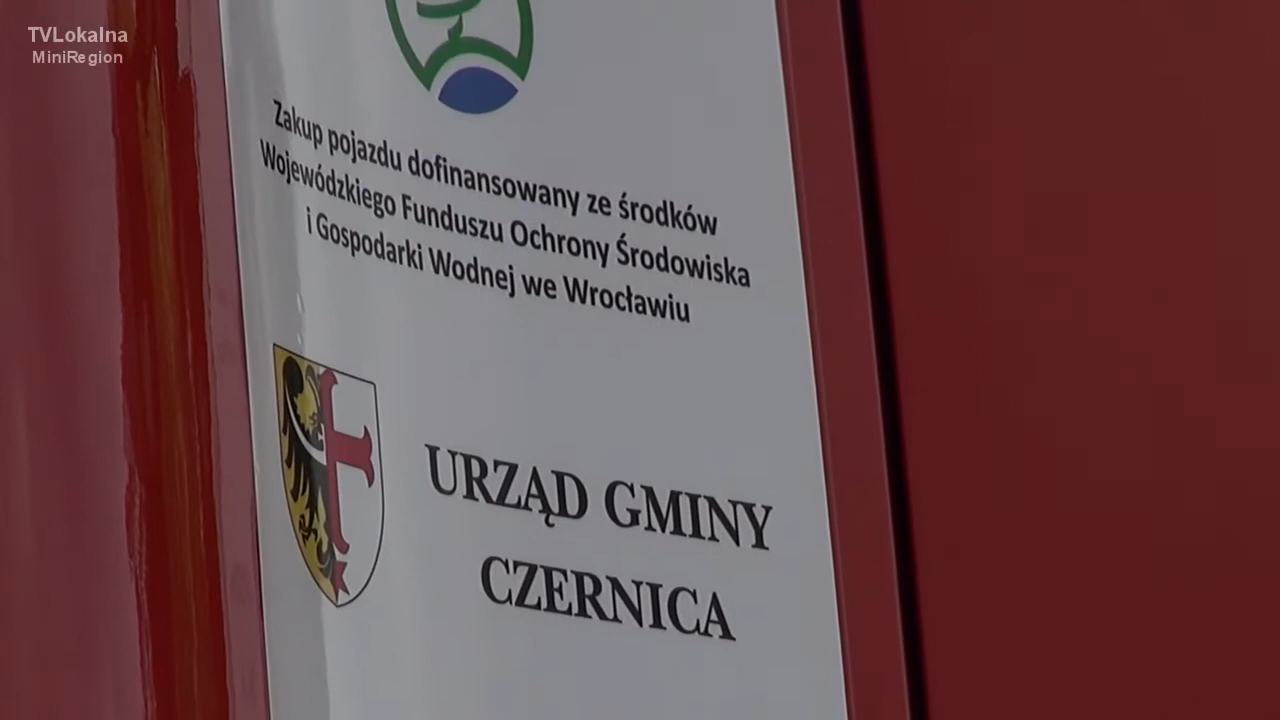 TVLokalna
MiniRegion
Zakup pojazdu dofinansowany ze środków
Wojewódzkiego Funduszu Ochrony Środowiska
i Gospodarki Wodnej we Wrocławiu
URZĄD GMINY
CZERNICA